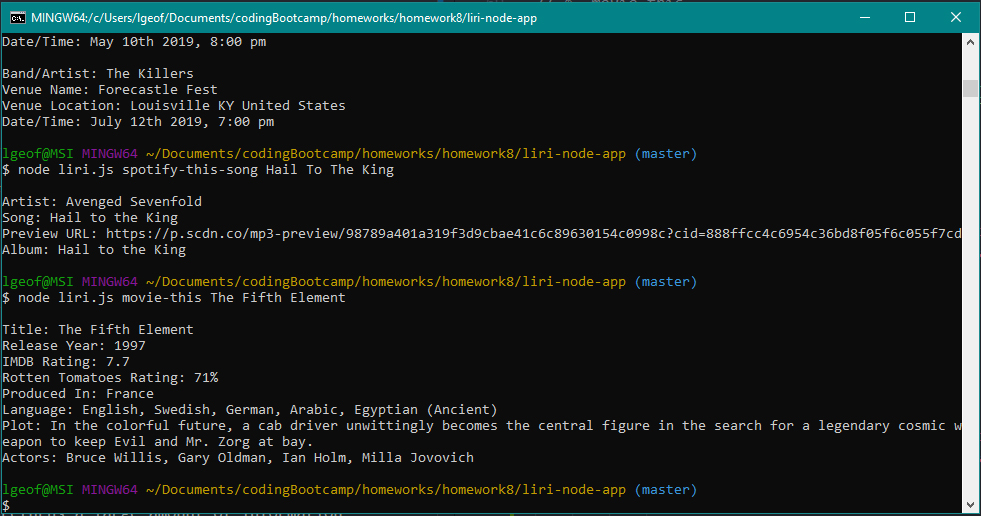 MINGW64:/c/Users/lgeof/Documents/codingBootcamp/homeworks/homework8/liri-node-app
Date/Time: May 10th 2019, 8:00 pm
Band/Artist: The Killers
Venue Name: Forecastle Fest
Venue Location: Louisville KY United States
Date/Time: July 12th 2019, 7:00 pm
lgeof@MSI MINGW64 ~/Documents/codingBootcamp/homeworks/homework8/liri-node-app (master)
$ node liri.js spotify-this-song Hail To The King
Artist: Avenged Sevenfold
Song: Hail to the King
Preview URL: https://p.scdn.co/mp3-preview/98789a401a319f3d9cbae41c6c89630154c0998c?cid=888ffcc4c6954c36bd8f05f6c055f7cd
Album: Hail to the King
lgeof@MSI MINGW64 ~/Documents/codingBootcamp/homeworks/homework8/liri-node-app (master)
$ node liri.js movie-this The Fifth Element
Title: The Fifth Element
Release Year: 1997
IMDB Rating: 7.7
Rotten Tomatoes Rating: 71%
Produced In: France
Language: English, Swedish, German, Arabic, Egyptian (Ancient)
Plot: In the colorful future, a cab driver unwittingly becomes the central figure in the search for a legendary cosmic w
eapon to keep Evil and Mr. Zorg at bay.
Actors: Bruce Willis, Gary Oldman, Ian Holm, Milla Jovovich
lgeof@MSI MINGW64 ~/Documents/codingBootcamp/homeworks/homework8/liri-node-app (master)
$